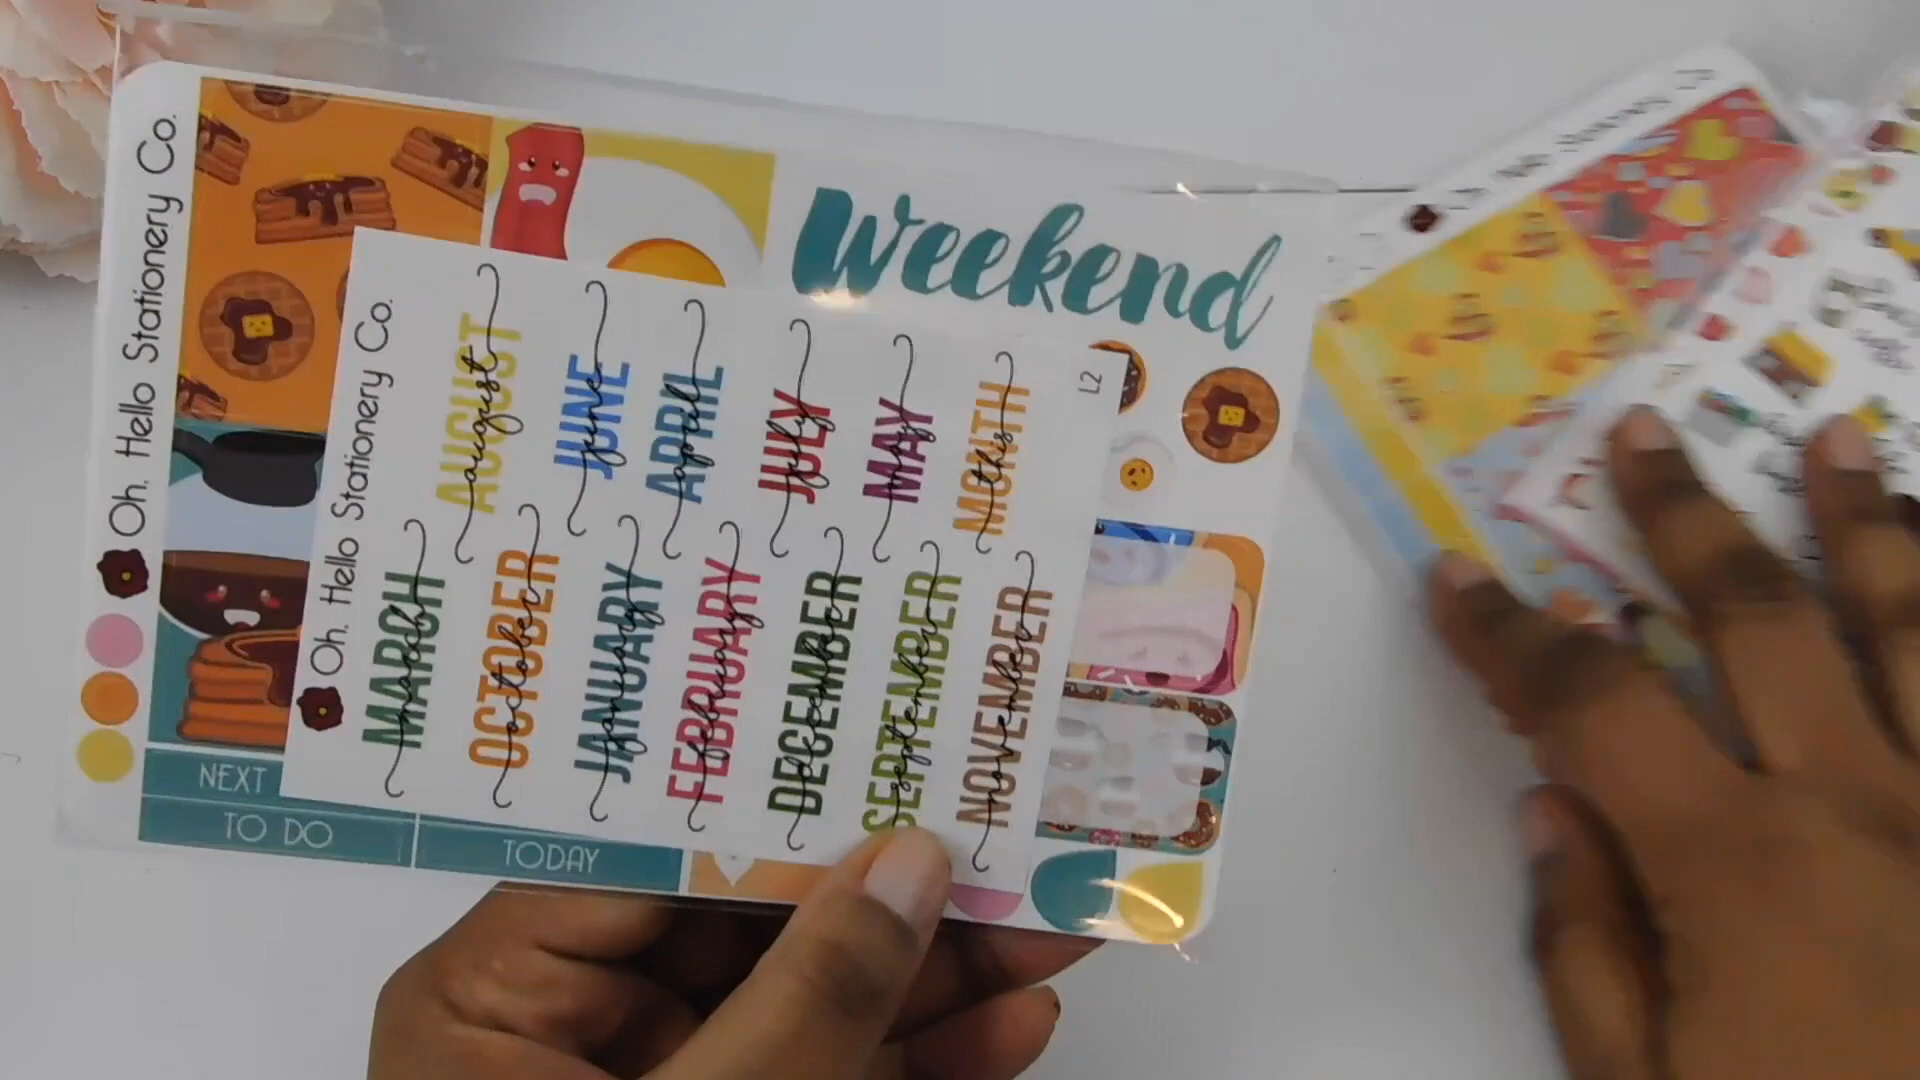 Oh, Hello Stationery Co.
Weekend
NEXT
TO DO
TODAY
Oh, Hello Stationery Co.
L2
AUGUST
august
JUNE
june
APRIL
april
JULY
july
MAY
may
MONTH
this
MARCH
march
OCTOBER
october
JANUARY
january
FEBRUARY
february
DECEMBER
december
SEPTEMBER
september
NOVEMBER
november